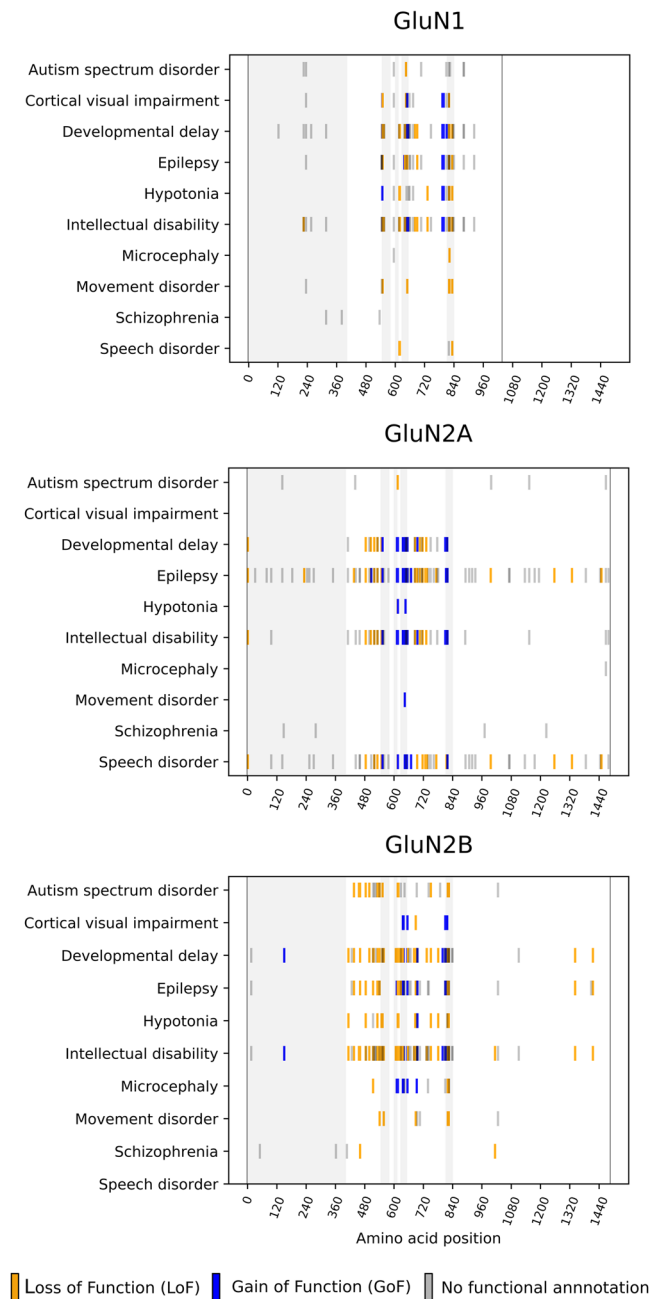 GluN1
Autism spectrum disorder
Cortical visual impairment
Developmental delay
Epilepsy
Hypotonia
Intellectual disability
Microcephaly
Movement disorder
Schizophrenia
Speech disorder
0 120 240 360 480 600 720 840 960 1080 1200 1320 1440
GluN2A
Autism spectrum disorder
Cortical visual impairment
Developmental delay
Epilepsy
Hypotonia
Intellectual disability
Microcephaly
Movement disorder
Schizophrenia
Speech disorder
0 120 240 360 480 600 720 840 960 1080 1200 1320 1440
GluN2B
Autism spectrum disorder
Cortical visual impairment
Developmental delay
Epilepsy
Hypotonia
Intellectual disability
Microcephaly
Movement disorder
Schizophrenia
Speech disorder
0 120 240 360 480 600 720 840 960 1080 1200 1320 1440
Amino acid position
Loss of Function (LoF) Gain of Function (GoF) No functional annnotation